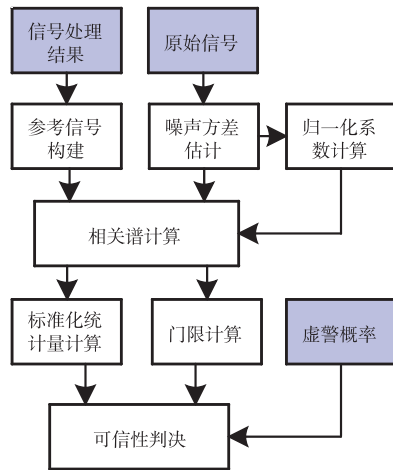 信号处理
结果
原始信号
参考信号
构建
噪声方差
估计
归一化系
数计算
相关谱计算
标准化统
计量计算
门限计算
虚警概率
可信性判决